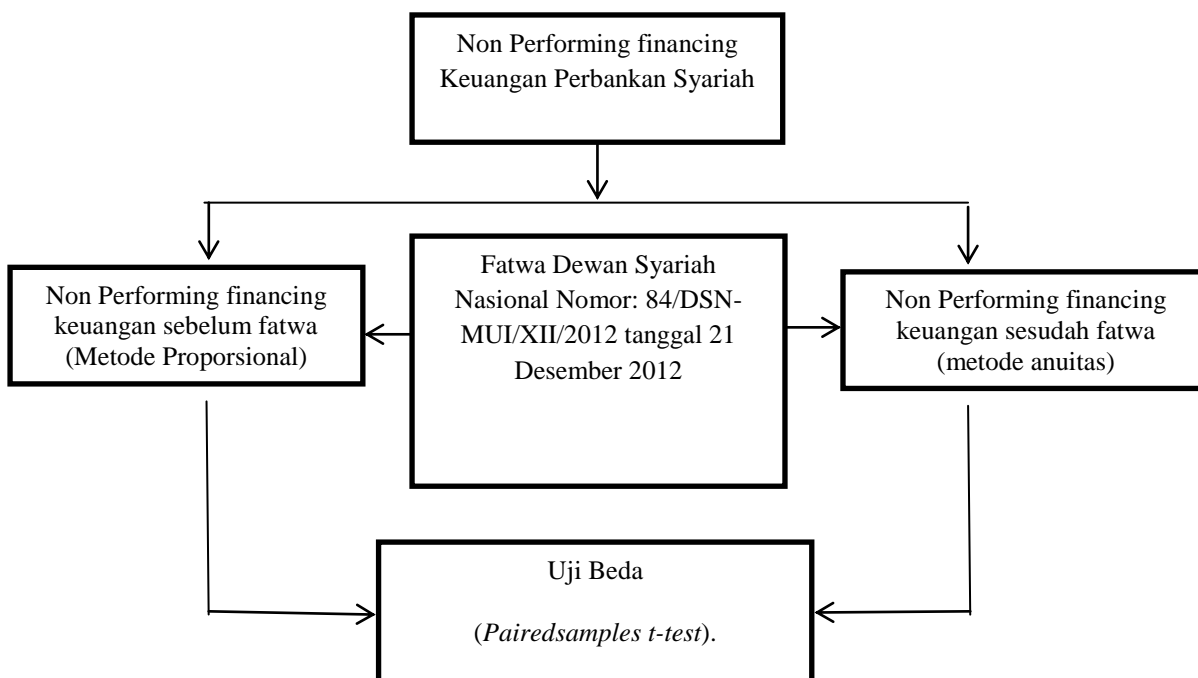 Non Performing financing
Keuangan Perbankan Syariah
Fatwa Dewan Syariah
Nasional Nomor: 84/DSN-
MUI/XII/2012 tanggal 21
Desember 2012
Non Performing financing
keuangan sebelum fatwa
(Metode Proporsional)
Non Performing financing
keuangan sesudah fatwa
(metode anuitas)
Uji Beda
(Pairedsamples t-test).